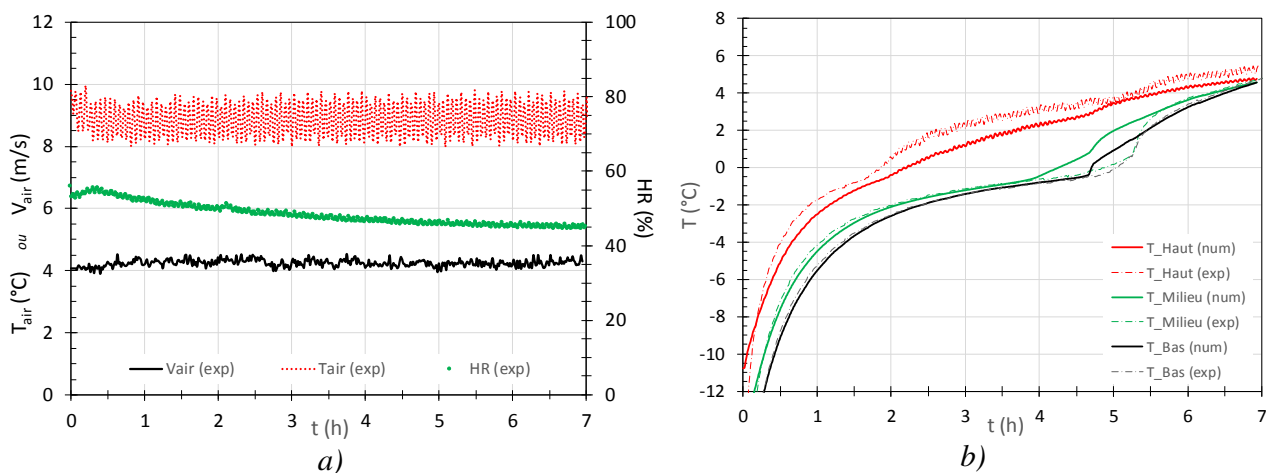 T_air (°C) ou V_air (m/s)
12
10
8
6
4
2
0
100
80
60
40
20
0
HR (%)
Vair (exp) Tair (exp) HR (exp)
0 1 2 3 4 5 6 7
t (h)
a)
T (°C)
8
6
4
2
0
-2
-4
-6
-8
-10
-12
T_Haut (num)
T_Haut (exp)
T_Milieu (num)
T_Milieu (exp)
T_Bas (num)
T_Bas (exp)
0 1 2 3 4 5 6 7
t (h)
b)